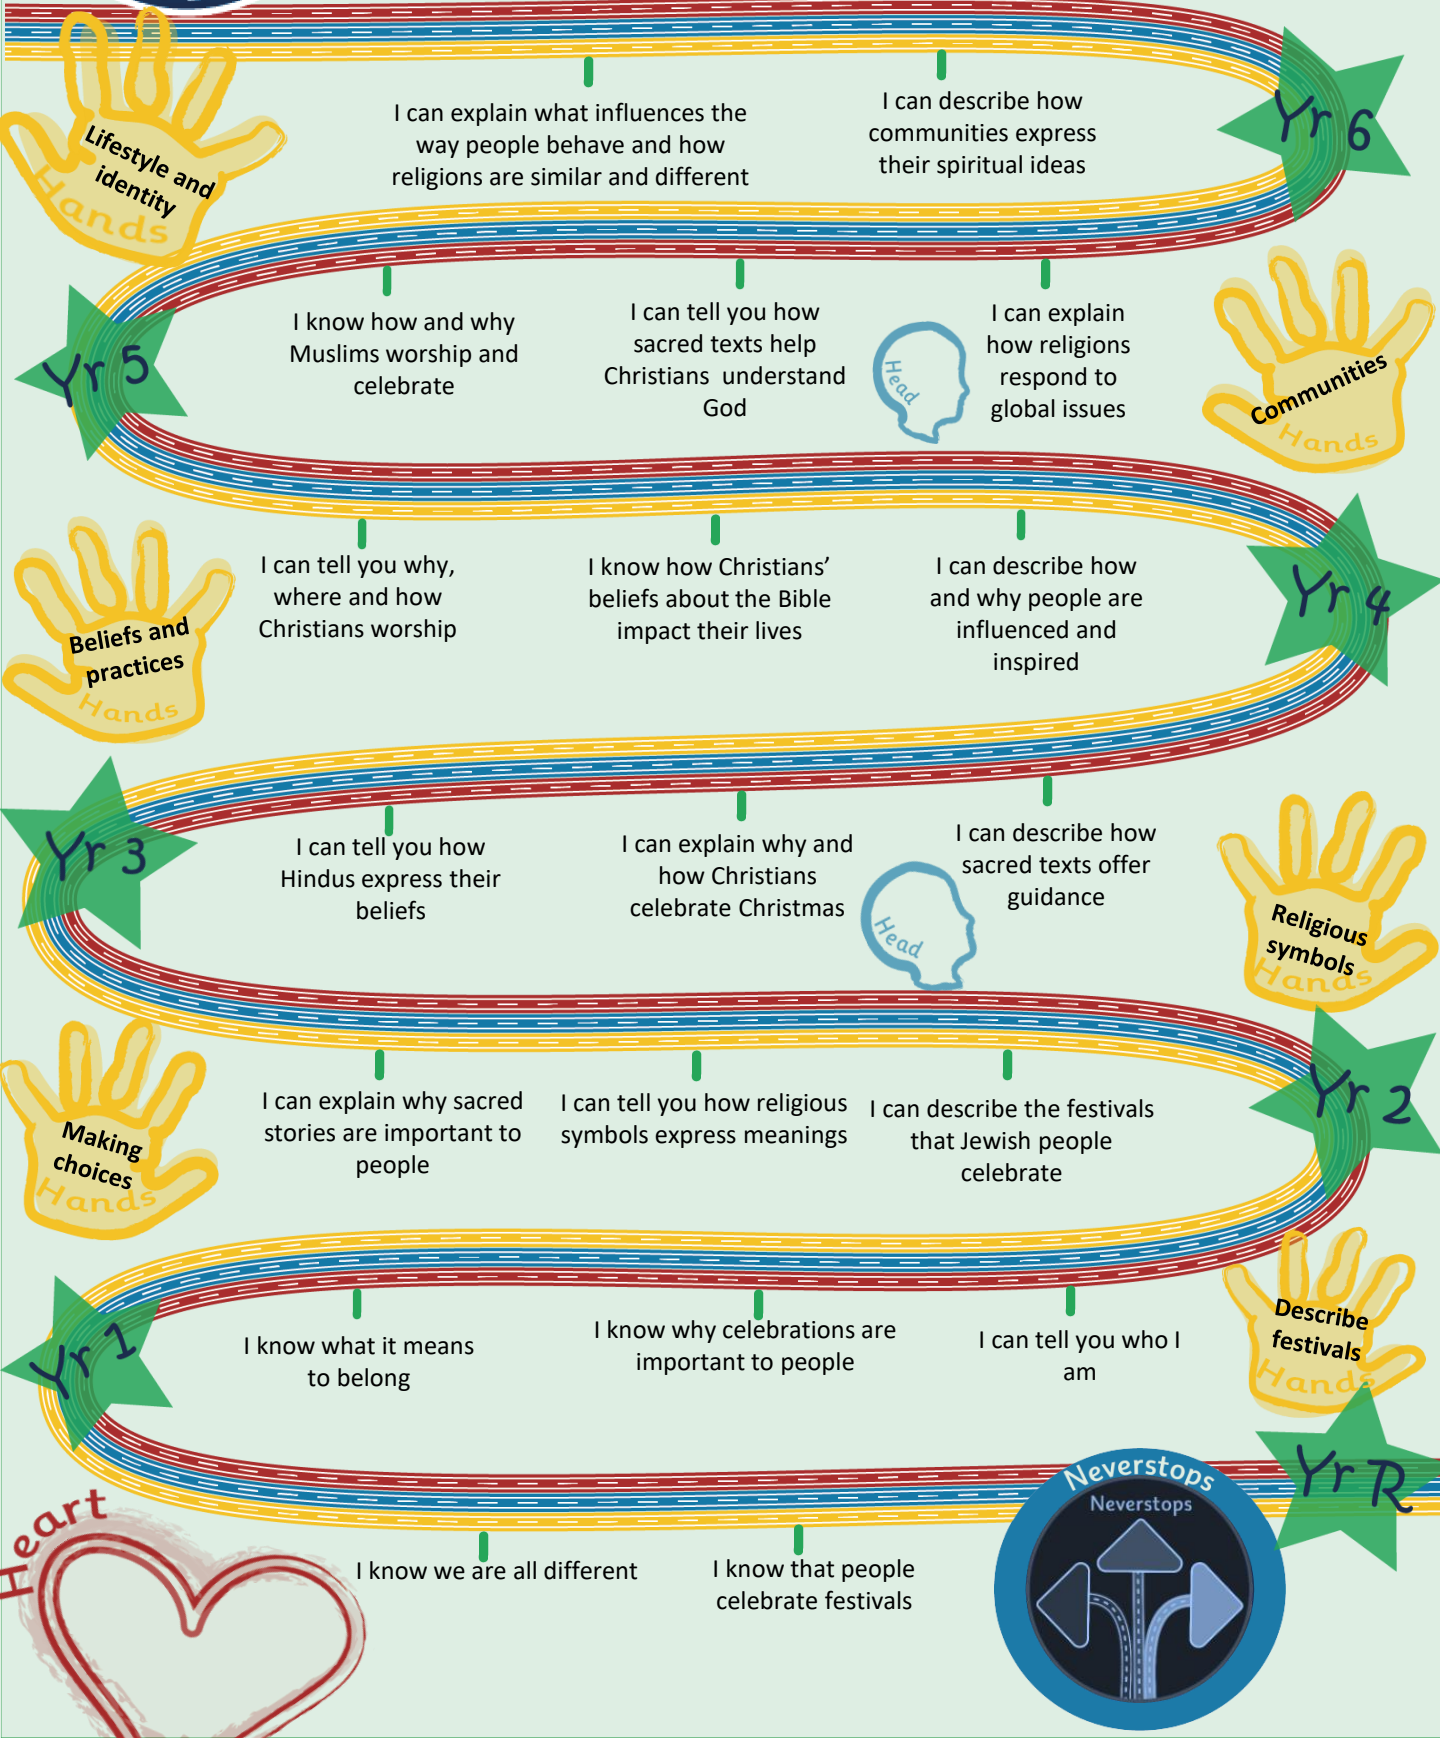 Yr 6
Lifestyle and
identity
Hands
I can explain what influences the
way people behave and how
religions are similar and different
I can describe how
communities express
their spiritual ideas
Yr 5
I know how and why
Muslims worship and
celebrate
I can tell you how
sacred texts help
Christians understand
God
Head
I can explain
how religions
respond to
global issues
Communities
Hands
Beliefs and
practices
Hands
I can tell you why,
where and how
Christians worship
I know how Christians’
beliefs about the Bible
impact their lives
I can describe how
and why people are
influenced and
inspired
Yr 4
Yr 3
I can tell you how
Hindus express their
beliefs
I can explain why and
how Christians
celebrate Christmas
Head
I can describe how
sacred texts offer
guidance
Religious
symbols
Hands
Making
choices
Hands
I can explain why sacred
stories are important to
people
I can tell you how religious
symbols express meanings
I can describe the festivals
that Jewish people
celebrate
Yr 2
Yr 1
I know what it means
to belong
I know why celebrations are
important to people
I can tell you who I
am
Describe
festivals
Hands
Yr R
Heart
I know we are all different
I know that people
celebrate festivals
Neverstops
Neverstops